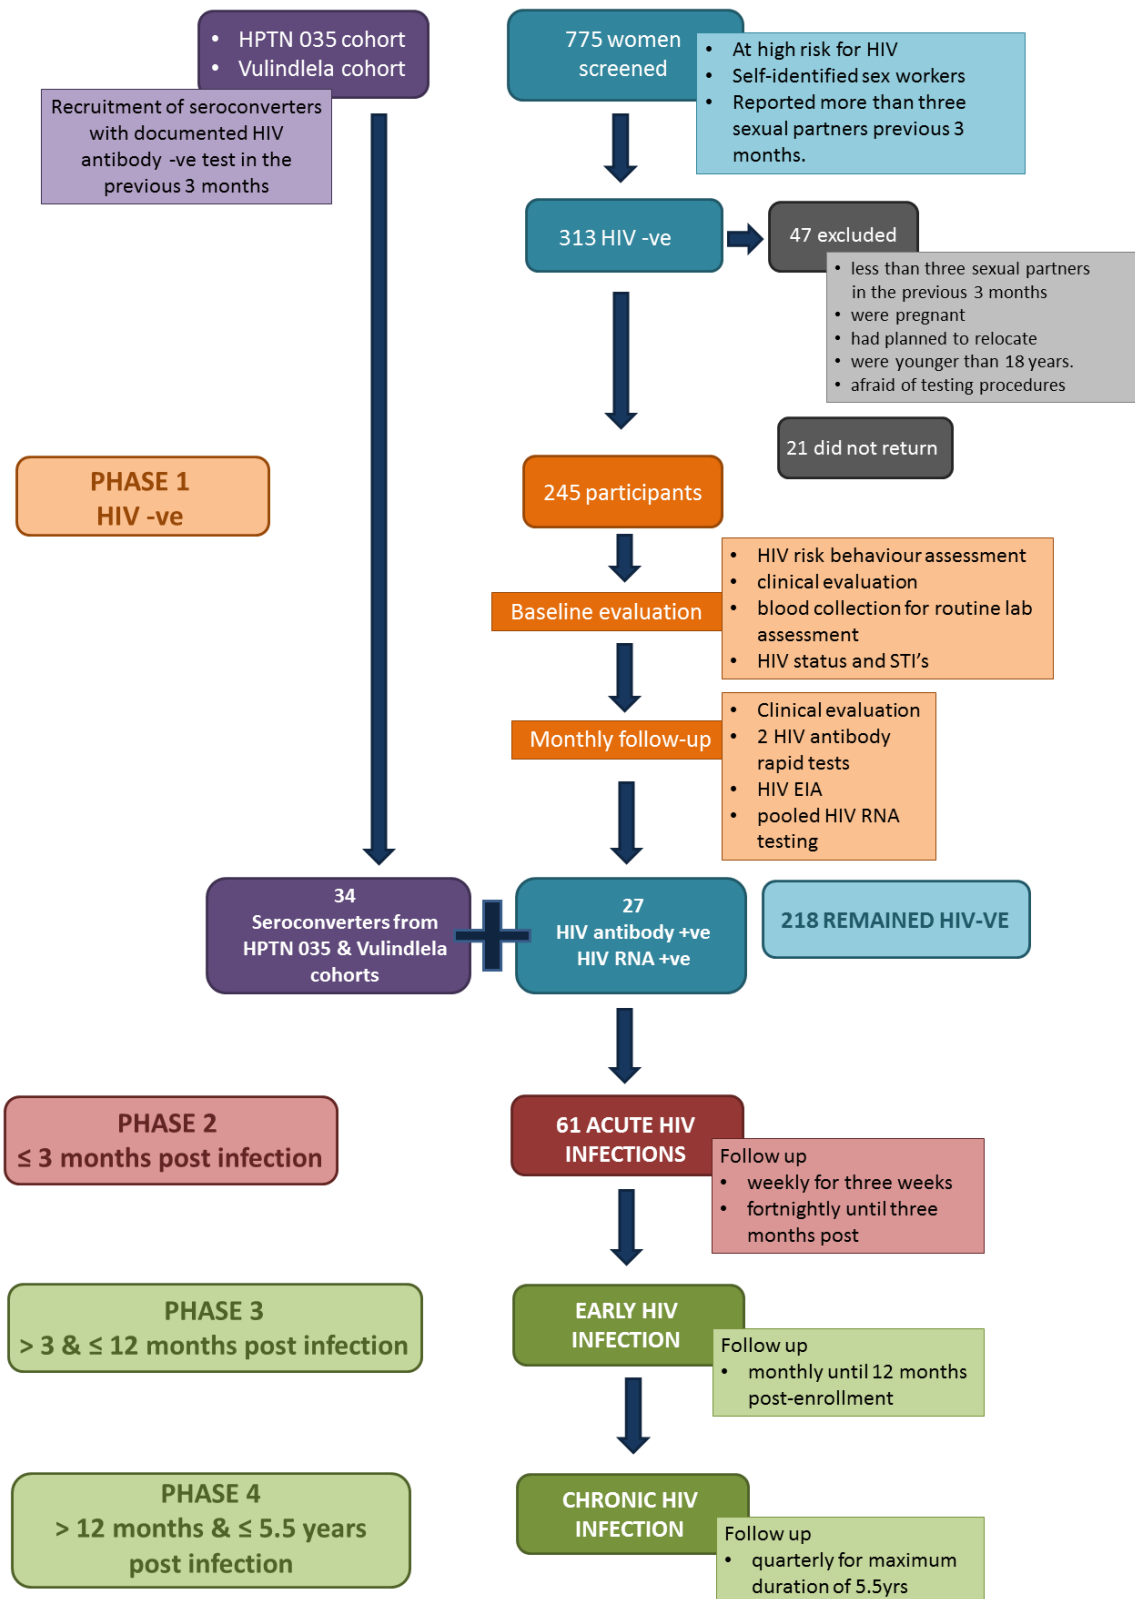 • HPTN 035 cohort
• Vulindlela cohort
Recruitment of seroconverters
with documented HIV
antibody -ve test in the
previous 3 months
775 women
screened
• At high risk for HIV
• Self-identified sex workers
• Reported more than three
sexual partners previous 3
months.
313 HIV -ve
47 excluded
• less than three sexual partners
in the previous 3 months
• were pregnant
• had planned to relocate
• were younger than 18 years.
• afraid of testing procedures
21 did not return
PHASE 1
HIV -ve
245 participants
Baseline evaluation
• HIV risk behaviour assessment
• clinical evaluation
• blood collection for routine lab
assessment
• HIV status and STI's
Monthly follow-up
• Clinical evaluation
• 2 HIV antibody
rapid tests
• HIV EIA
• pooled HIV RNA
testing
34
Seroconverters from
HPTN 035 & Vulindlela
cohorts
27
HIV antibody +ve
HIV RNA +ve
218 REMAINED HIV-VE
PHASE 2
≤ 3 months post infection
61 ACUTE HIV
INFECTIONS
Follow up
• weekly for three weeks
• fortnightly until three
months post
PHASE 3
> 3 & ≤ 12 months post infection
EARLY HIV
INFECTION
Follow up
• monthly until 12 months
post-enrollment
PHASE 4
> 12 months & ≤ 5.5 years
post infection
CHRONIC HIV
INFECTION
Follow up
• quarterly for maximum
duration of 5.5yrs